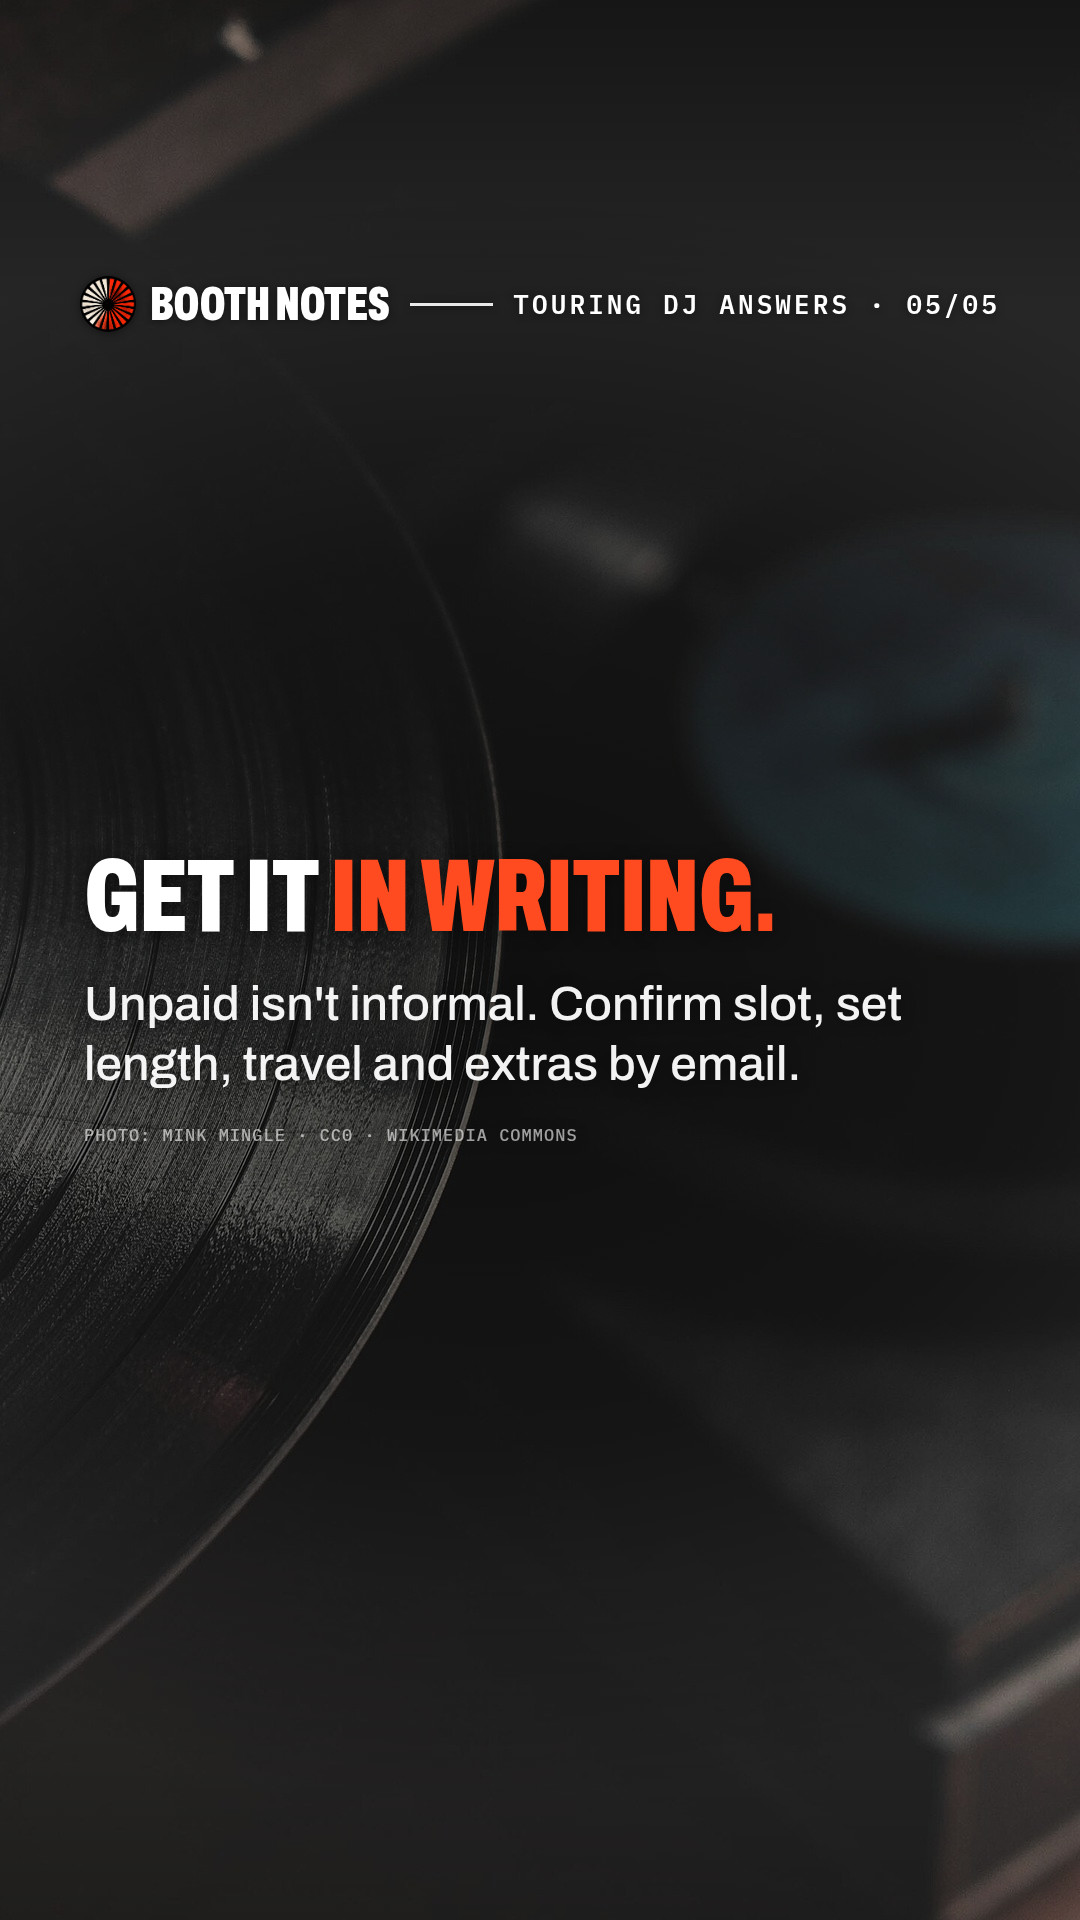 BOOTH NOTES — TOURING DJ ANSWERS · 05/05
GET IT IN WRITING.
Unpaid isn't informal. Confirm slot, set
length, travel and extras by email.
PHOTO: MINK MINGLE · CC0 · WIKIMEDIA COMMONS